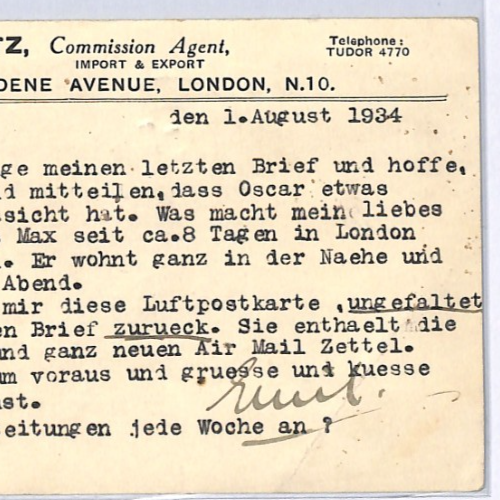 TZ, Commission Agent,
Telephone:
TUDOR 4770
IMPORT & EXPORT
DENE AVENUE, LONDON, N.10.
den 1.August 1934
ge meinen letzten Brief und hoffe,
d mitteilen,dass Oscar etwas
sicht hat. Was macht mein liebes
Max seit ca.8 Tagen in London
. Er wohnt ganz in der Naehe und
Abend.
mir diese Luftpostkarte ,ungefaltet
en Brief zurueck. Sie enthaelt die
und ganz neuen Air Mail Zettel.
m voraus und gruesse und kuesse
st.
Ernst.
eitungen jede Woche an ?